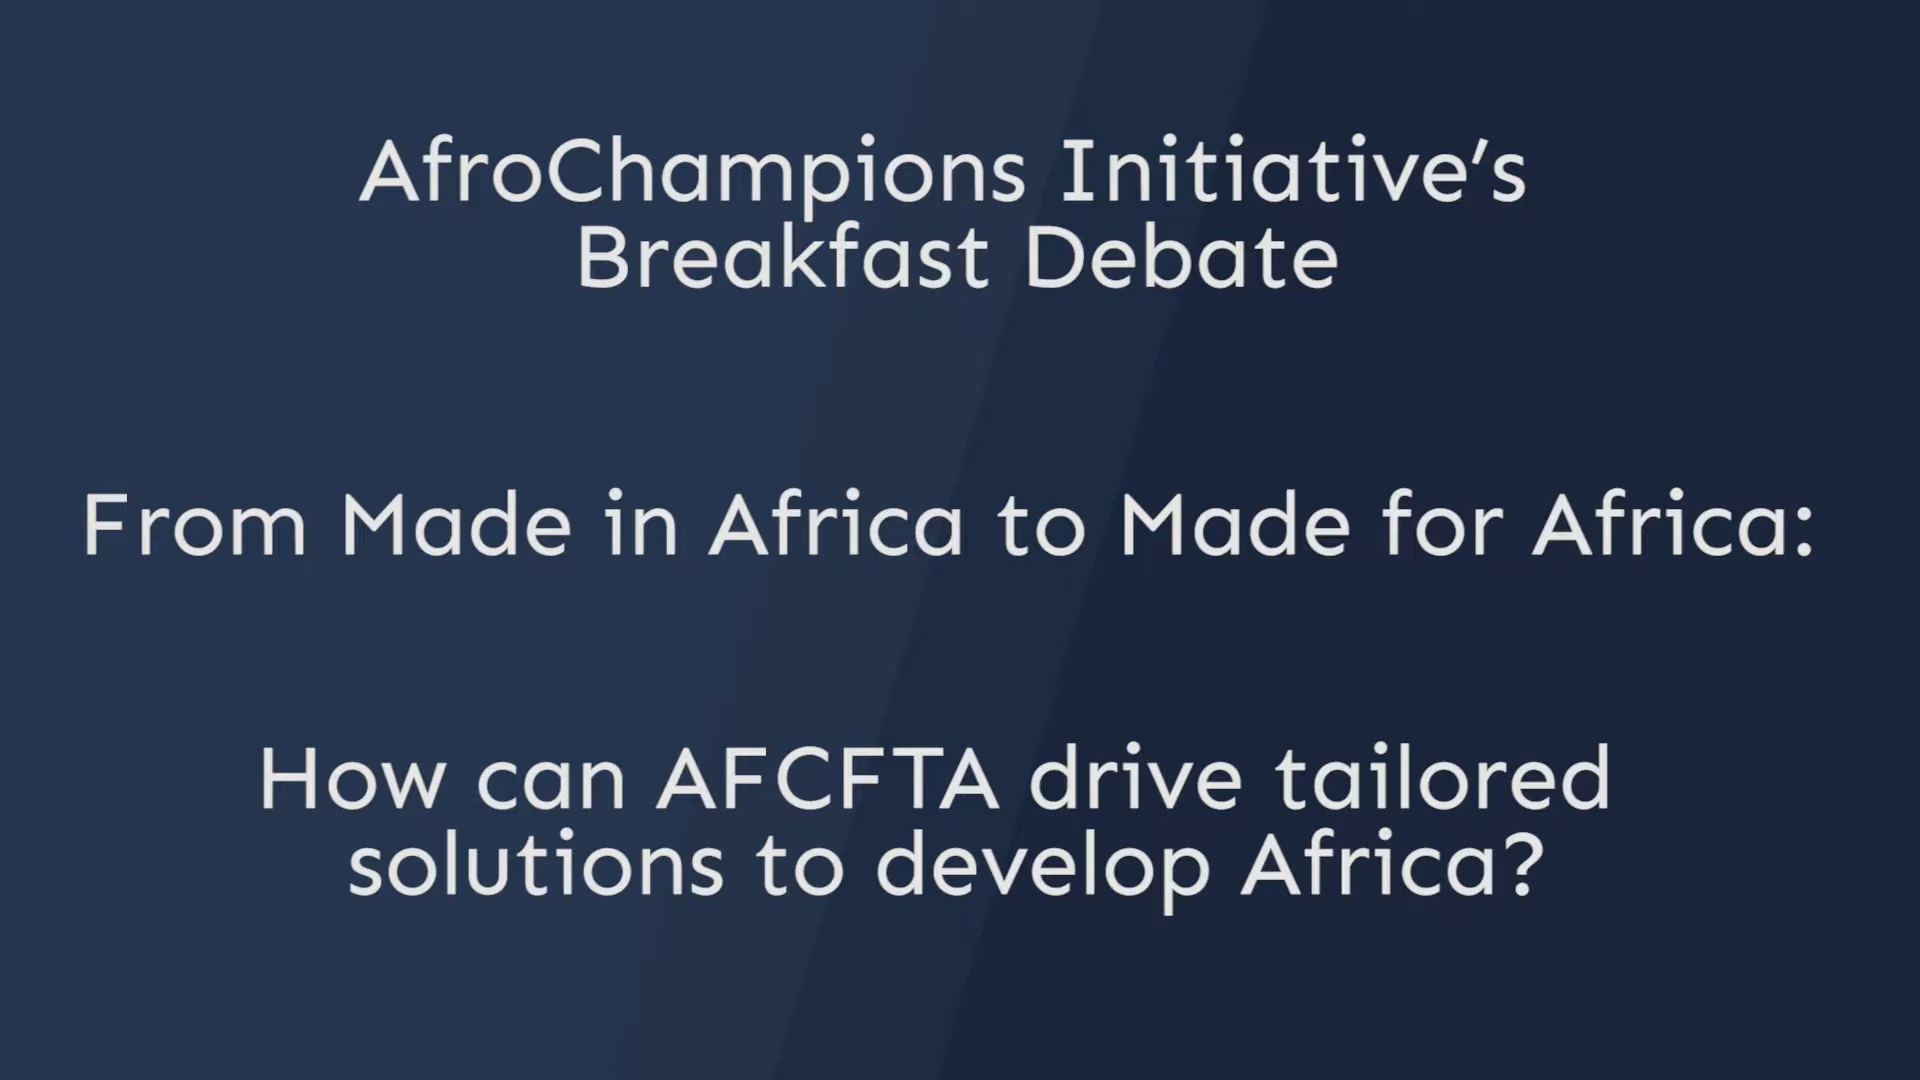 AfroChampions Initiative’s
Breakfast Debate
From Made in Africa to Made for Africa:
How can AFCFTA drive tailored
solutions to develop Africa?